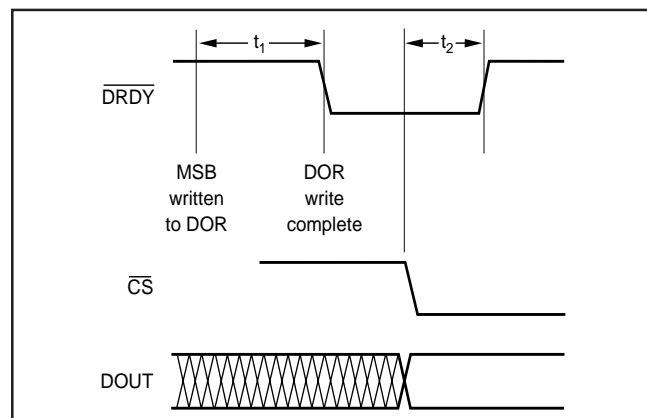 t1
t2
DRDY
MSB
written
to DOR
DOR
write
complete
CS
DOUT